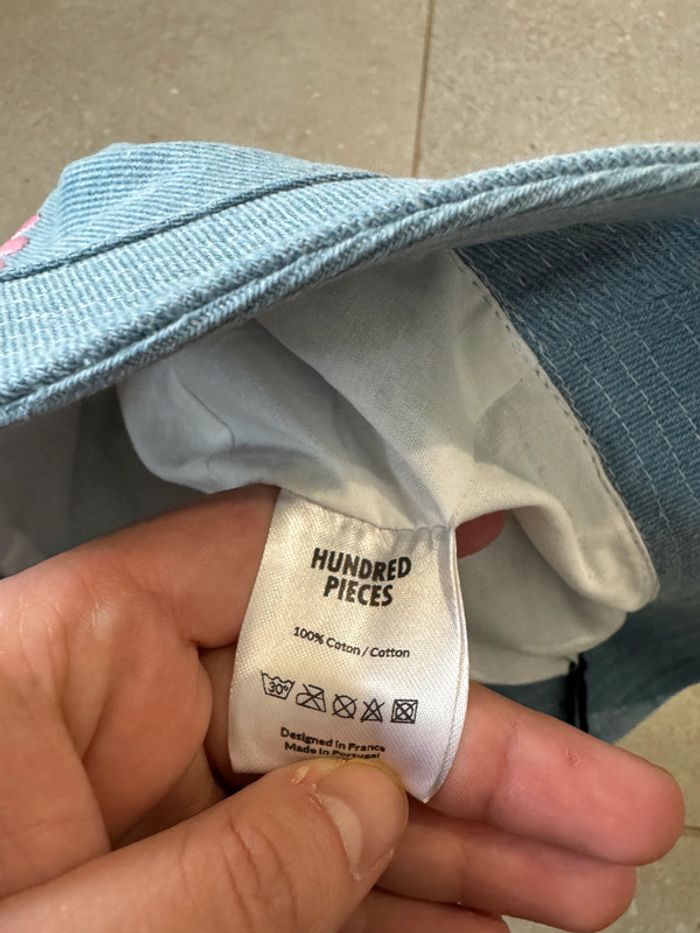 HUNDRED
PIECES
100% Coton / Cotton
30°
Designed in France
Made in Portugal